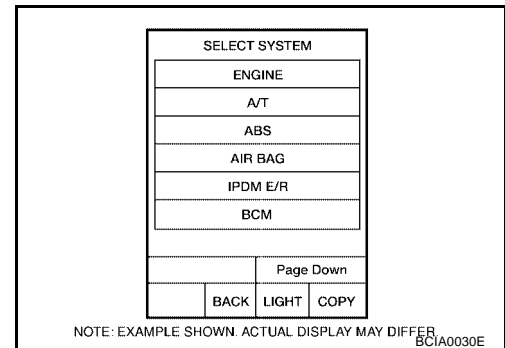 SELECT SYSTEM
ENGINE
A/T
ABS
AIR BAG
IPDM E/R
BCM
Page Down
BACK LIGHT COPY
NOTE: EXAMPLE SHOWN. ACTUAL DISPLAY MAY DIFFER.
BCIA0030E